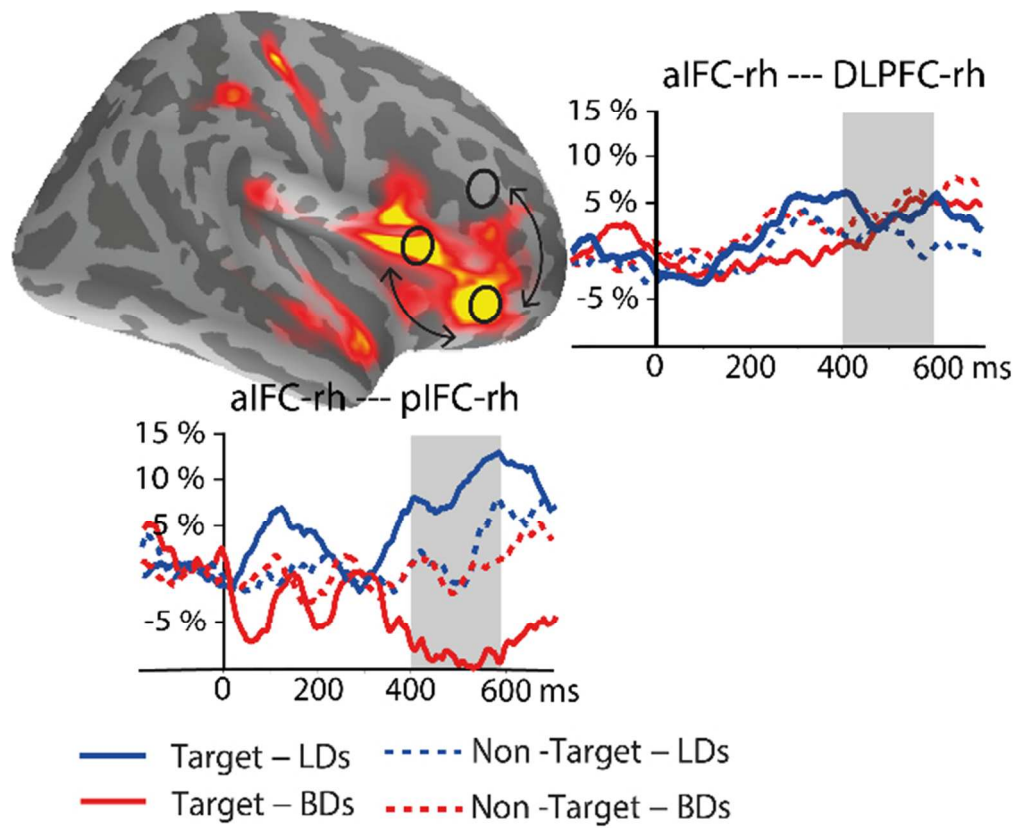 aIFC-rh --- DLPFC-rh
15 %
10 %
5 %
-5 %
0 200 400 600 ms
aIFC-rh --- pIFC-rh
15 %
10 %
5 %
-5 %
0 200 400 600 ms
Target – LDs
Non -Target – LDs
Target – BDs
Non -Target – BDs